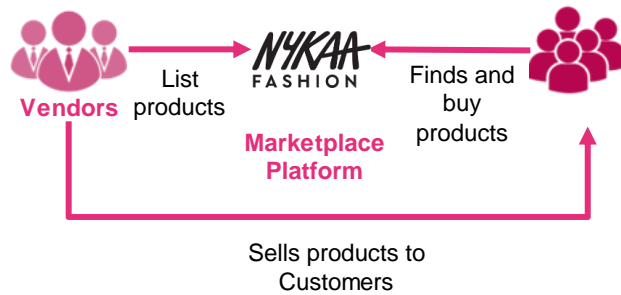 NYKAA
FASHION
Vendors
List
products
Finds and
buy
products
Marketplace
Platform
Sells products to
Customers